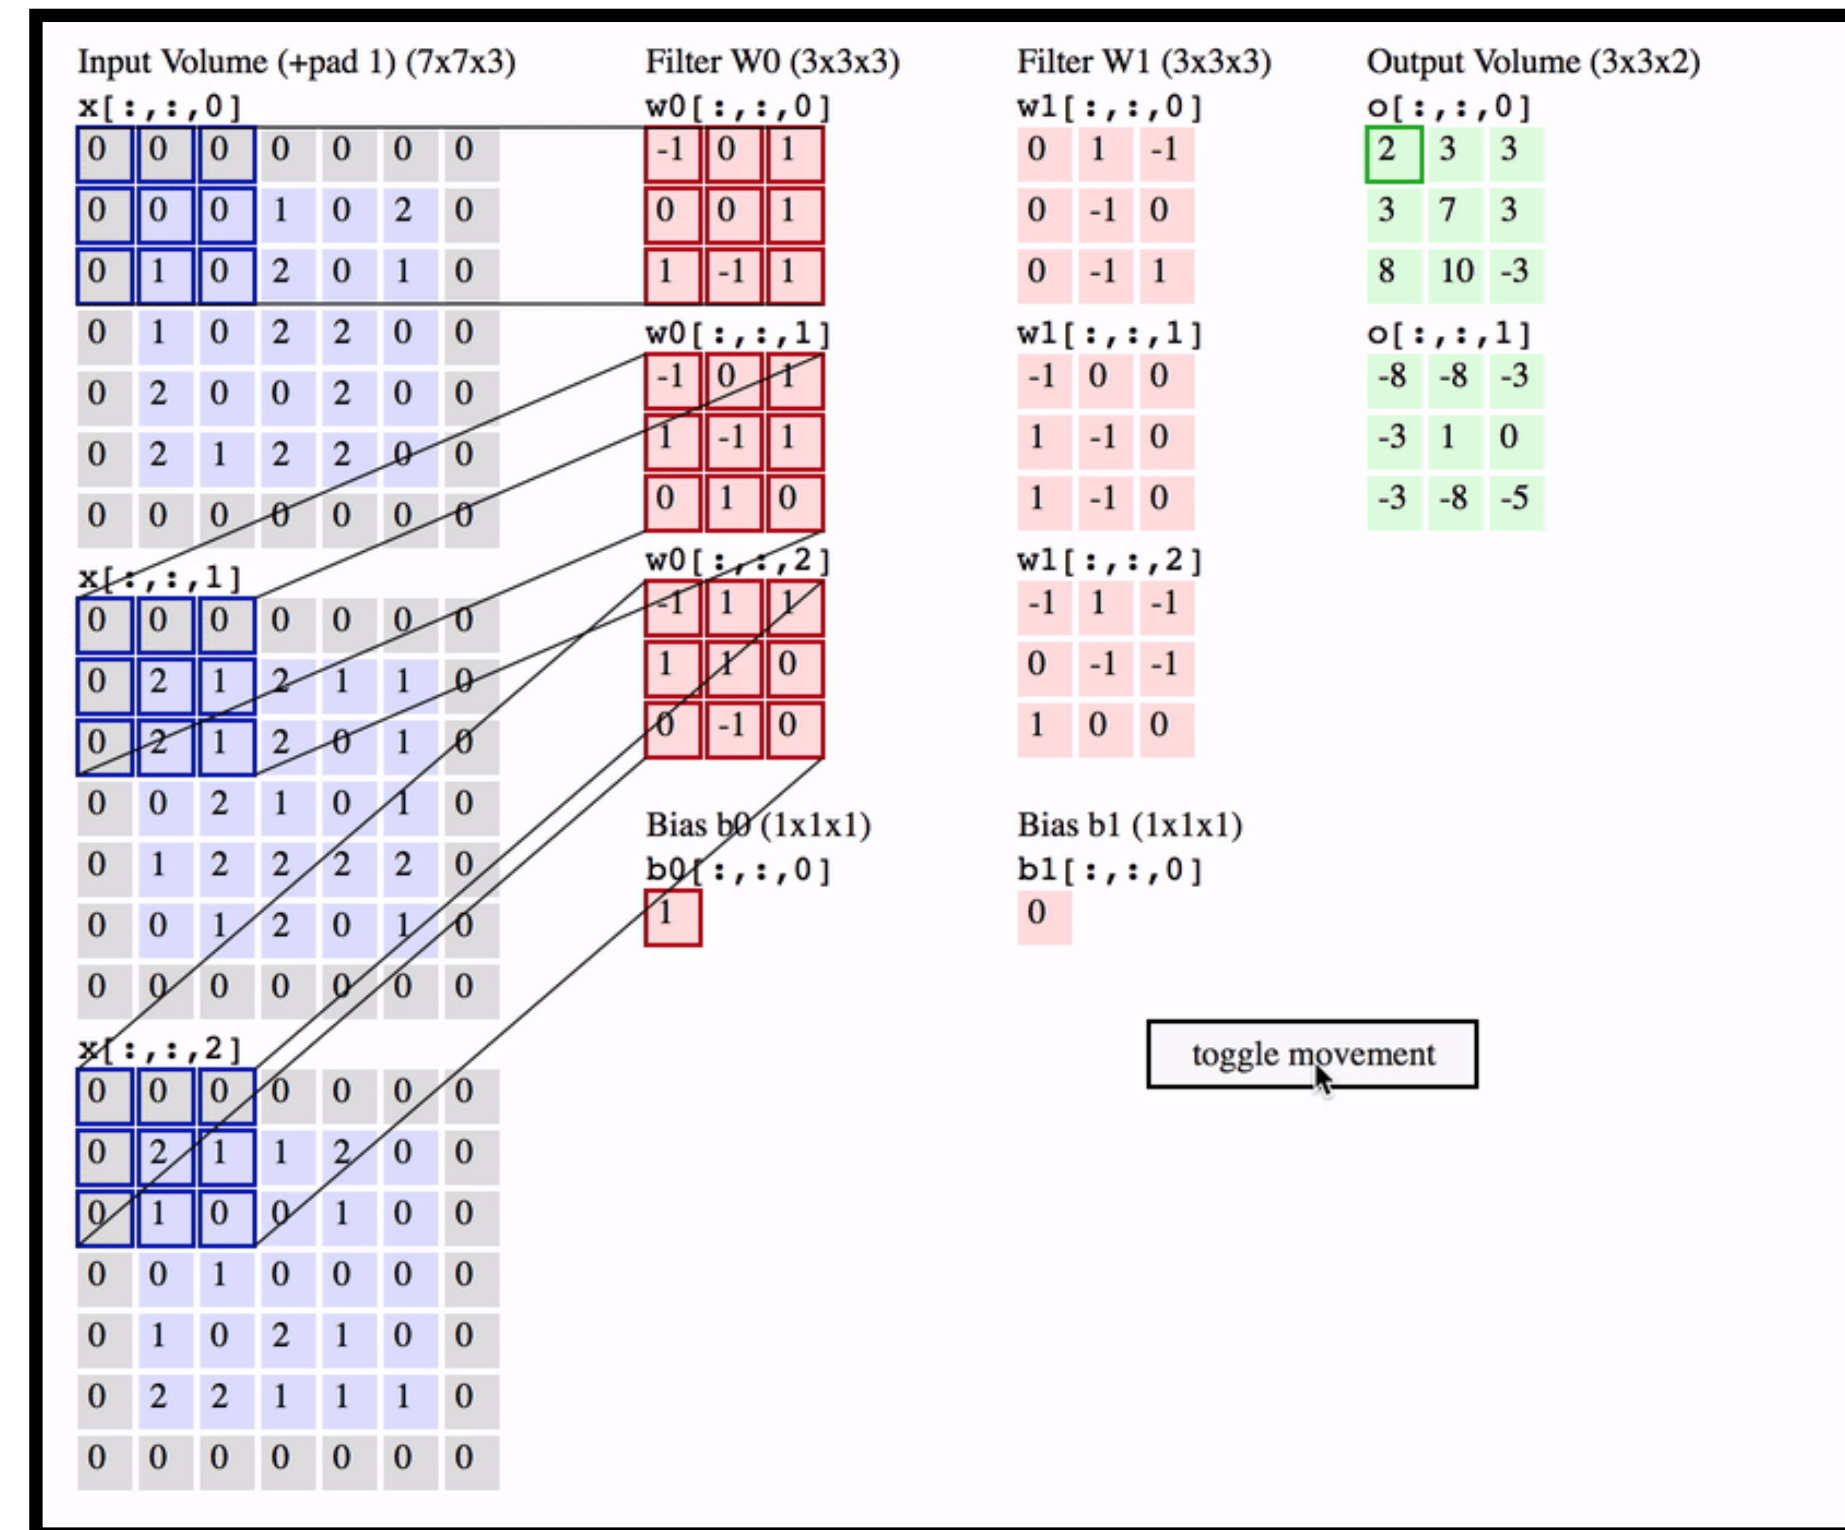 Input Volume (+pad 1) (7x7x3)
x[:,:,0]
0 0 0 0 0 0 0
0 0 0 1 0 2 0
0 1 0 2 0 1 0
0 1 0 2 2 0 0
0 2 0 0 2 0 0
0 2 1 2 2 0 0
0 0 0 0 0 0 0
x[:,:,1]
0 0 0 0 0 0 0
0 2 1 2 1 1 0
0 2 1 2 0 1 0
0 0 2 1 0 1 0
0 1 2 2 2 2 0
0 0 1 2 0 1 0
0 0 0 0 0 0 0
x[:,:,2]
0 0 0 0 0 0 0
0 2 1 1 2 0 0
0 1 0 0 1 0 0
0 0 1 0 0 0 0
0 1 0 2 1 0 0
0 2 2 1 1 1 0
0 0 0 0 0 0 0
Filter W0 (3x3x3)
w0[:,:,0]
-1 0 1
0 0 1
1 -1 1
w0[:,:,1]
-1 0 1
1 -1 1
0 1 0
w0[:,:,2]
-1 1 1
1 1 0
0 -1 0
Bias b0 (1x1x1)
b0[:,:,0]
1
Filter W1 (3x3x3)
w1[:,:,0]
0 1 -1
0 -1 0
0 -1 1
w1[:,:,1]
-1 0 0
1 -1 0
1 -1 0
w1[:,:,2]
-1 1 -1
0 -1 -1
1 0 0
Bias b1 (1x1x1)
b1[:,:,0]
0
Output Volume (3x3x2)
o[:,:,0]
2 3 3
3 7 3
8 10 -3
o[:,:,1]
-8 -8 -3
-3 1 0
-3 -8 -5
toggle movement